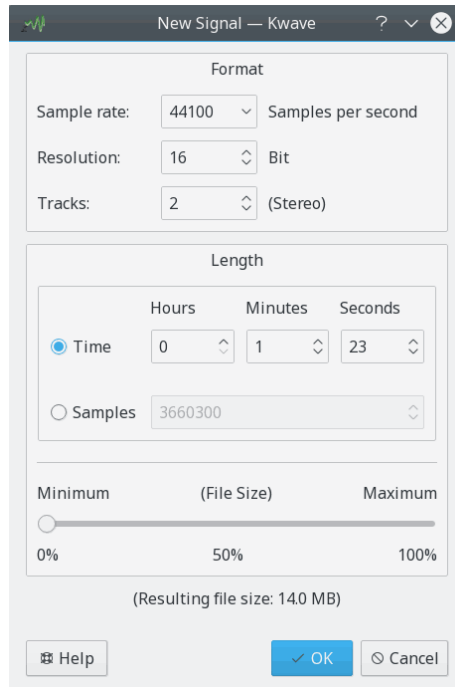 New Signal — Kwave ?
Format
Sample rate: 44100 Samples per second
Resolution: 16 Bit
Tracks: 2 (Stereo)
Length
Hours Minutes Seconds
Time 0 1 23
Samples 3660300
Minimum (File Size) Maximum
0% 50% 100%
(Resulting file size: 14.0 MB)
Help OK Cancel